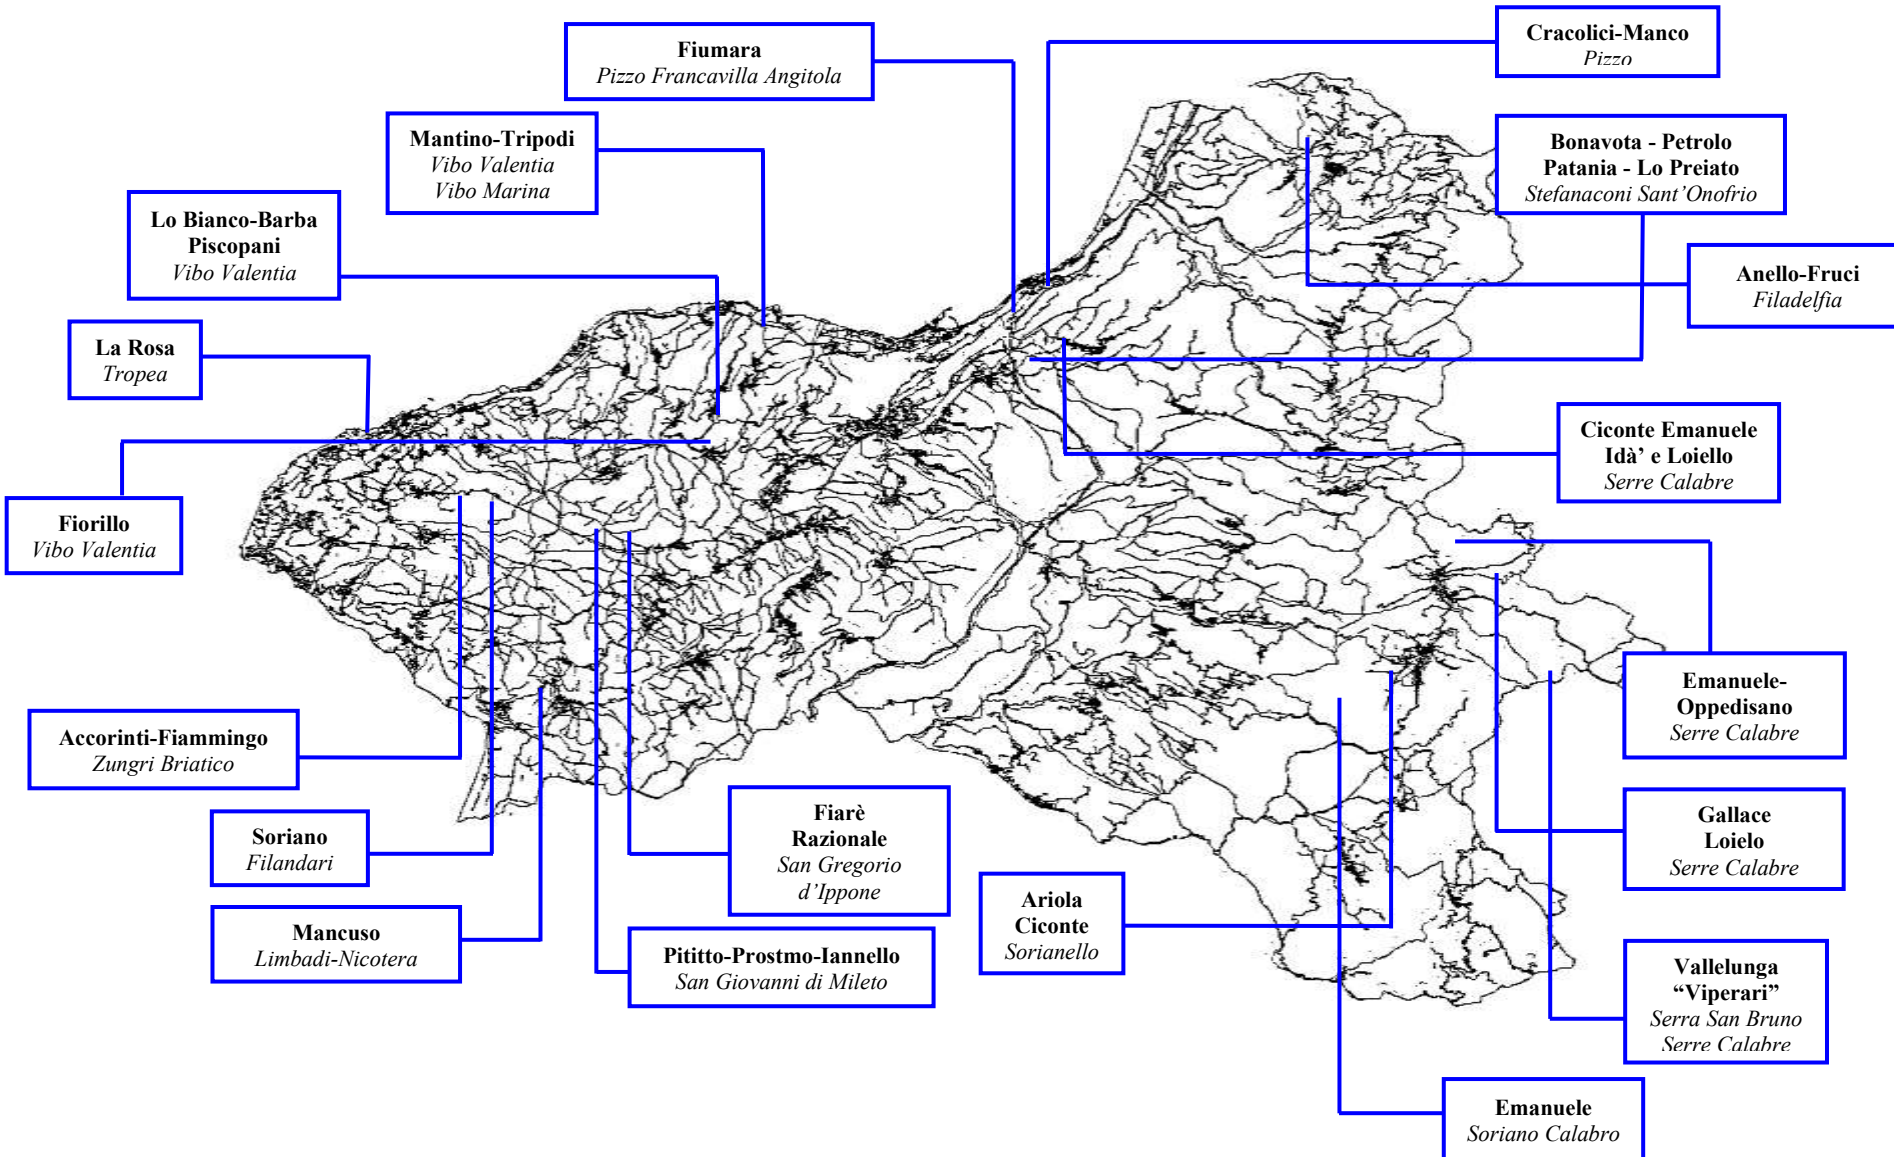 Cracolici-Manco
Pizzo
Fiumara
Pizzo Francavilla Angitola
Mantino-Tripodi
Vibo Valentia
Vibo Marina
Bonavota - Petrolo
Patania - Lo Preiato
Stefanaconi Sant’Onofrio
Lo Bianco-Barba
Piscopani
Vibo Valentia
Anello-Fruci
Filadelfia
La Rosa
Tropea
Ciconte Emanuele
Idà’ e Loiello
Serre Calabre
Fiorillo
Vibo Valentia
Emanuele-
Oppedisano
Serre Calabre
Accorinti-Fiammingo
Zungri Briatico
Soriano
Filandari
Fiarè
Razionale
San Gregorio
d’Ippone
Gallace
Loielo
Serre Calabre
Mancuso
Limbadi-Nicotera
Pititto-Prostmo-Iannello
San Giovanni di Mileto
Ariola
Ciconte
Sorianello
Vallelunga
“Viperari”
Serra San Bruno
Serre Calabre
Emanuele
Soriano Calabro